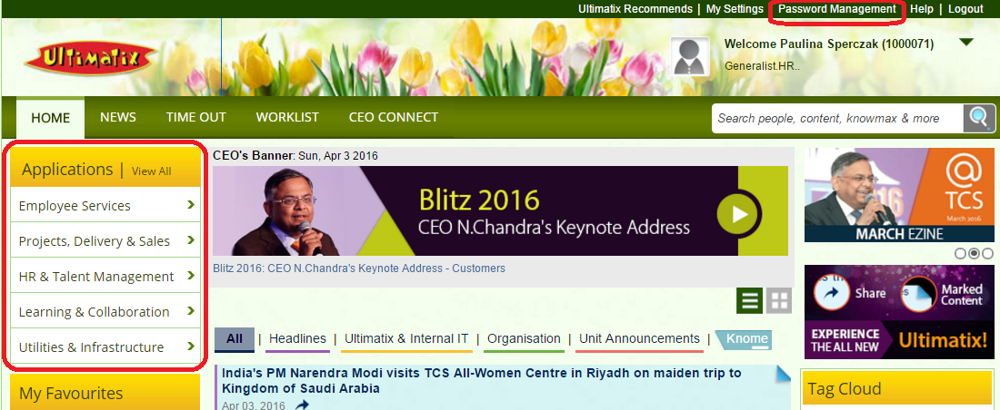 Ultimatix Recommends | My Settings Password Management Help | Logout
Ultimatix
Welcome Paulina Sperczak (1000071)
Generalist.HR..
HOME NEWS TIME OUT WORKLIST CEO CONNECT
Search people, content, knowmax & more
Applications | View All
Employee Services
Projects, Delivery & Sales
HR & Talent Management
Learning & Collaboration
Utilities & Infrastructure
My Favourites
CEO's Banner: Sun, Apr 3 2016
Blitz 2016
CEO N.Chandra's Keynote Address
Blitz 2016: CEO N.Chandra's Keynote Address - Customers
All | Headlines | Ultimatix & Internal IT | Organisation | Unit Announcements | Knome
India's PM Narendra Modi visits TCS All-Women Centre in Riyadh on maiden trip to
Kingdom of Saudi Arabia
Apr 03, 2016
@
TCS
March 2016
MARCH EZINE
Share
Marked
Content
EXPERIENCE
THE ALL NEW
Ultimatix!
Tag Cloud